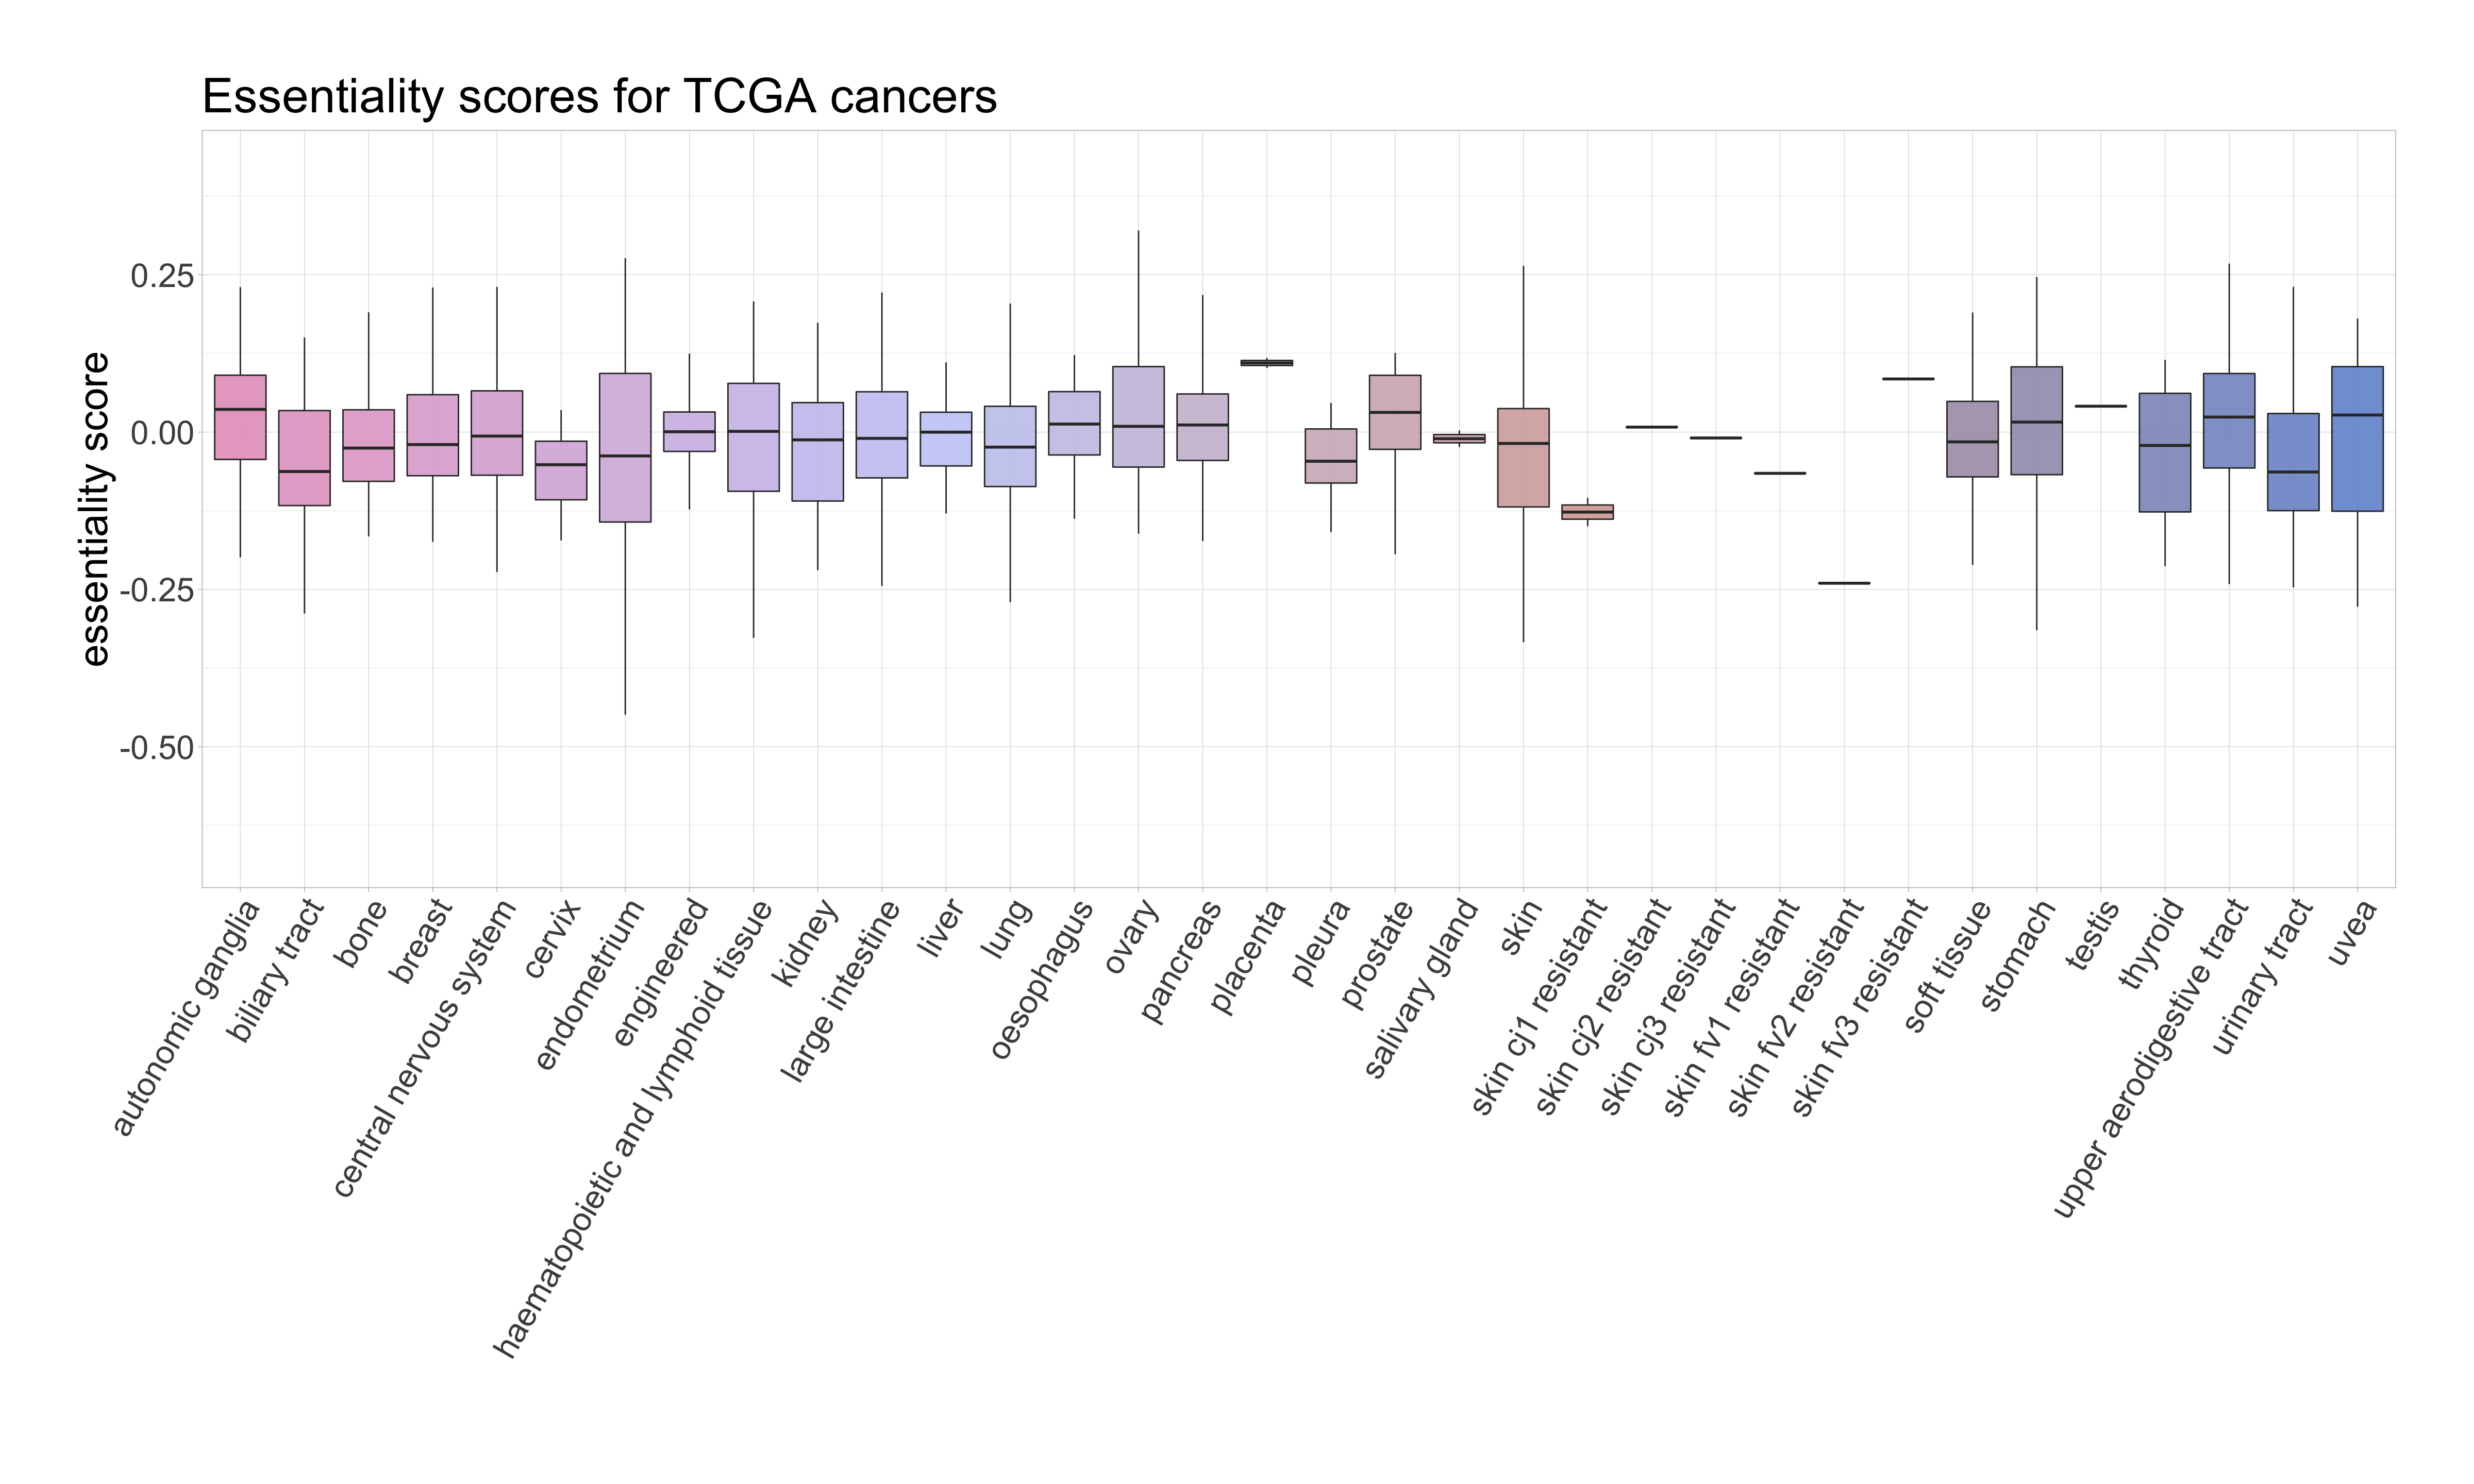 Essentiality scores for TCGA cancers
essentiality score
0.25
0.00
-0.25
-0.50
autonomic ganglia
biliary tract
bone
breast
central nervous system
cervix
endometrium
engineered
haematopoietic and lymphoid tissue
kidney
large intestine
liver
lung
oesophagus
ovary
pancreas
placenta
pleura
prostate
salivary gland
skin
skin cj1 resistant
skin cj2 resistant
skin cj3 resistant
skin fv1 resistant
skin fv2 resistant
skin fv3 resistant
soft tissue
stomach
testis
thyroid
upper aerodigestive tract
urinary tract
uvea